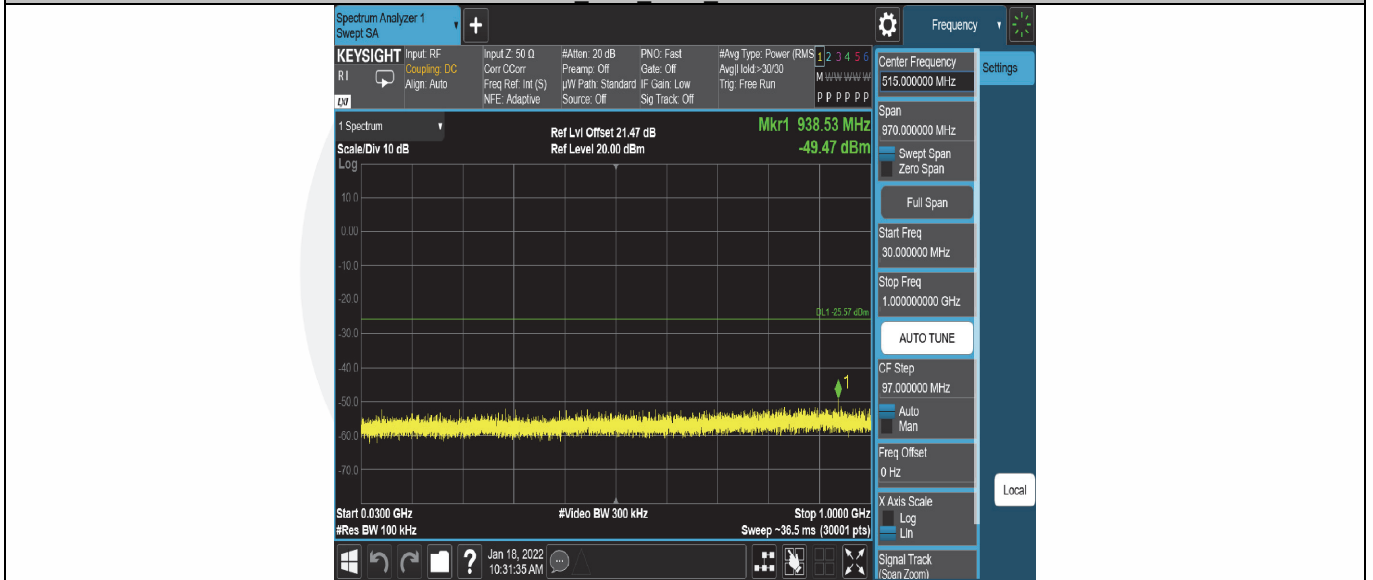 Spectrum Analyzer 1
Swept SA
Frequency
KEYSIGHT
Input: RF
Coupling: DC
Align: Auto
Input Z: 50 Ω
Corr CCorr
Freq Ref: Int (S)
NFE: Adaptive
#Atten: 20 dB
Preamp: Off
µW Path: Standard
Source: Off
PNO: Fast
Gate: Off
IF Gain: Low
Sig Track: Off
#Avg Type: Power (RMS
Avg|Hold:>30/30
Trig: Free Run
1 2 3 4 5 6
M W W W W W
P P P P P P
R I
LXI
1 Spectrum
Scale/Div 10 dB
Ref Lvl Offset 21.47 dB
Ref Level 20.00 dBm
Mkr1 938.53 MHz
-49.47 dBm
Log
10.0
0.00
-10.0
-20.0
DL1 -25.57 dBm
-30.0
-40.0
1
-50.0
-60.0
-70.0
Start 0.0300 GHz
#Res BW 100 kHz
#Video BW 300 kHz
Stop 1.0000 GHz
Sweep ~36.5 ms (30001 pts)
Jan 18, 2022
10:31:35 AM
Center Frequency
515.000000 MHz
Settings
Span
970.000000 MHz
Swept Span
Zero Span
Full Span
Start Freq
30.000000 MHz
Stop Freq
1.000000000 GHz
AUTO TUNE
CF Step
97.000000 MHz
Auto
Man
Freq Offset
0 Hz
Local
X Axis Scale
Log
Lin
Signal Track
(Span Zoom)